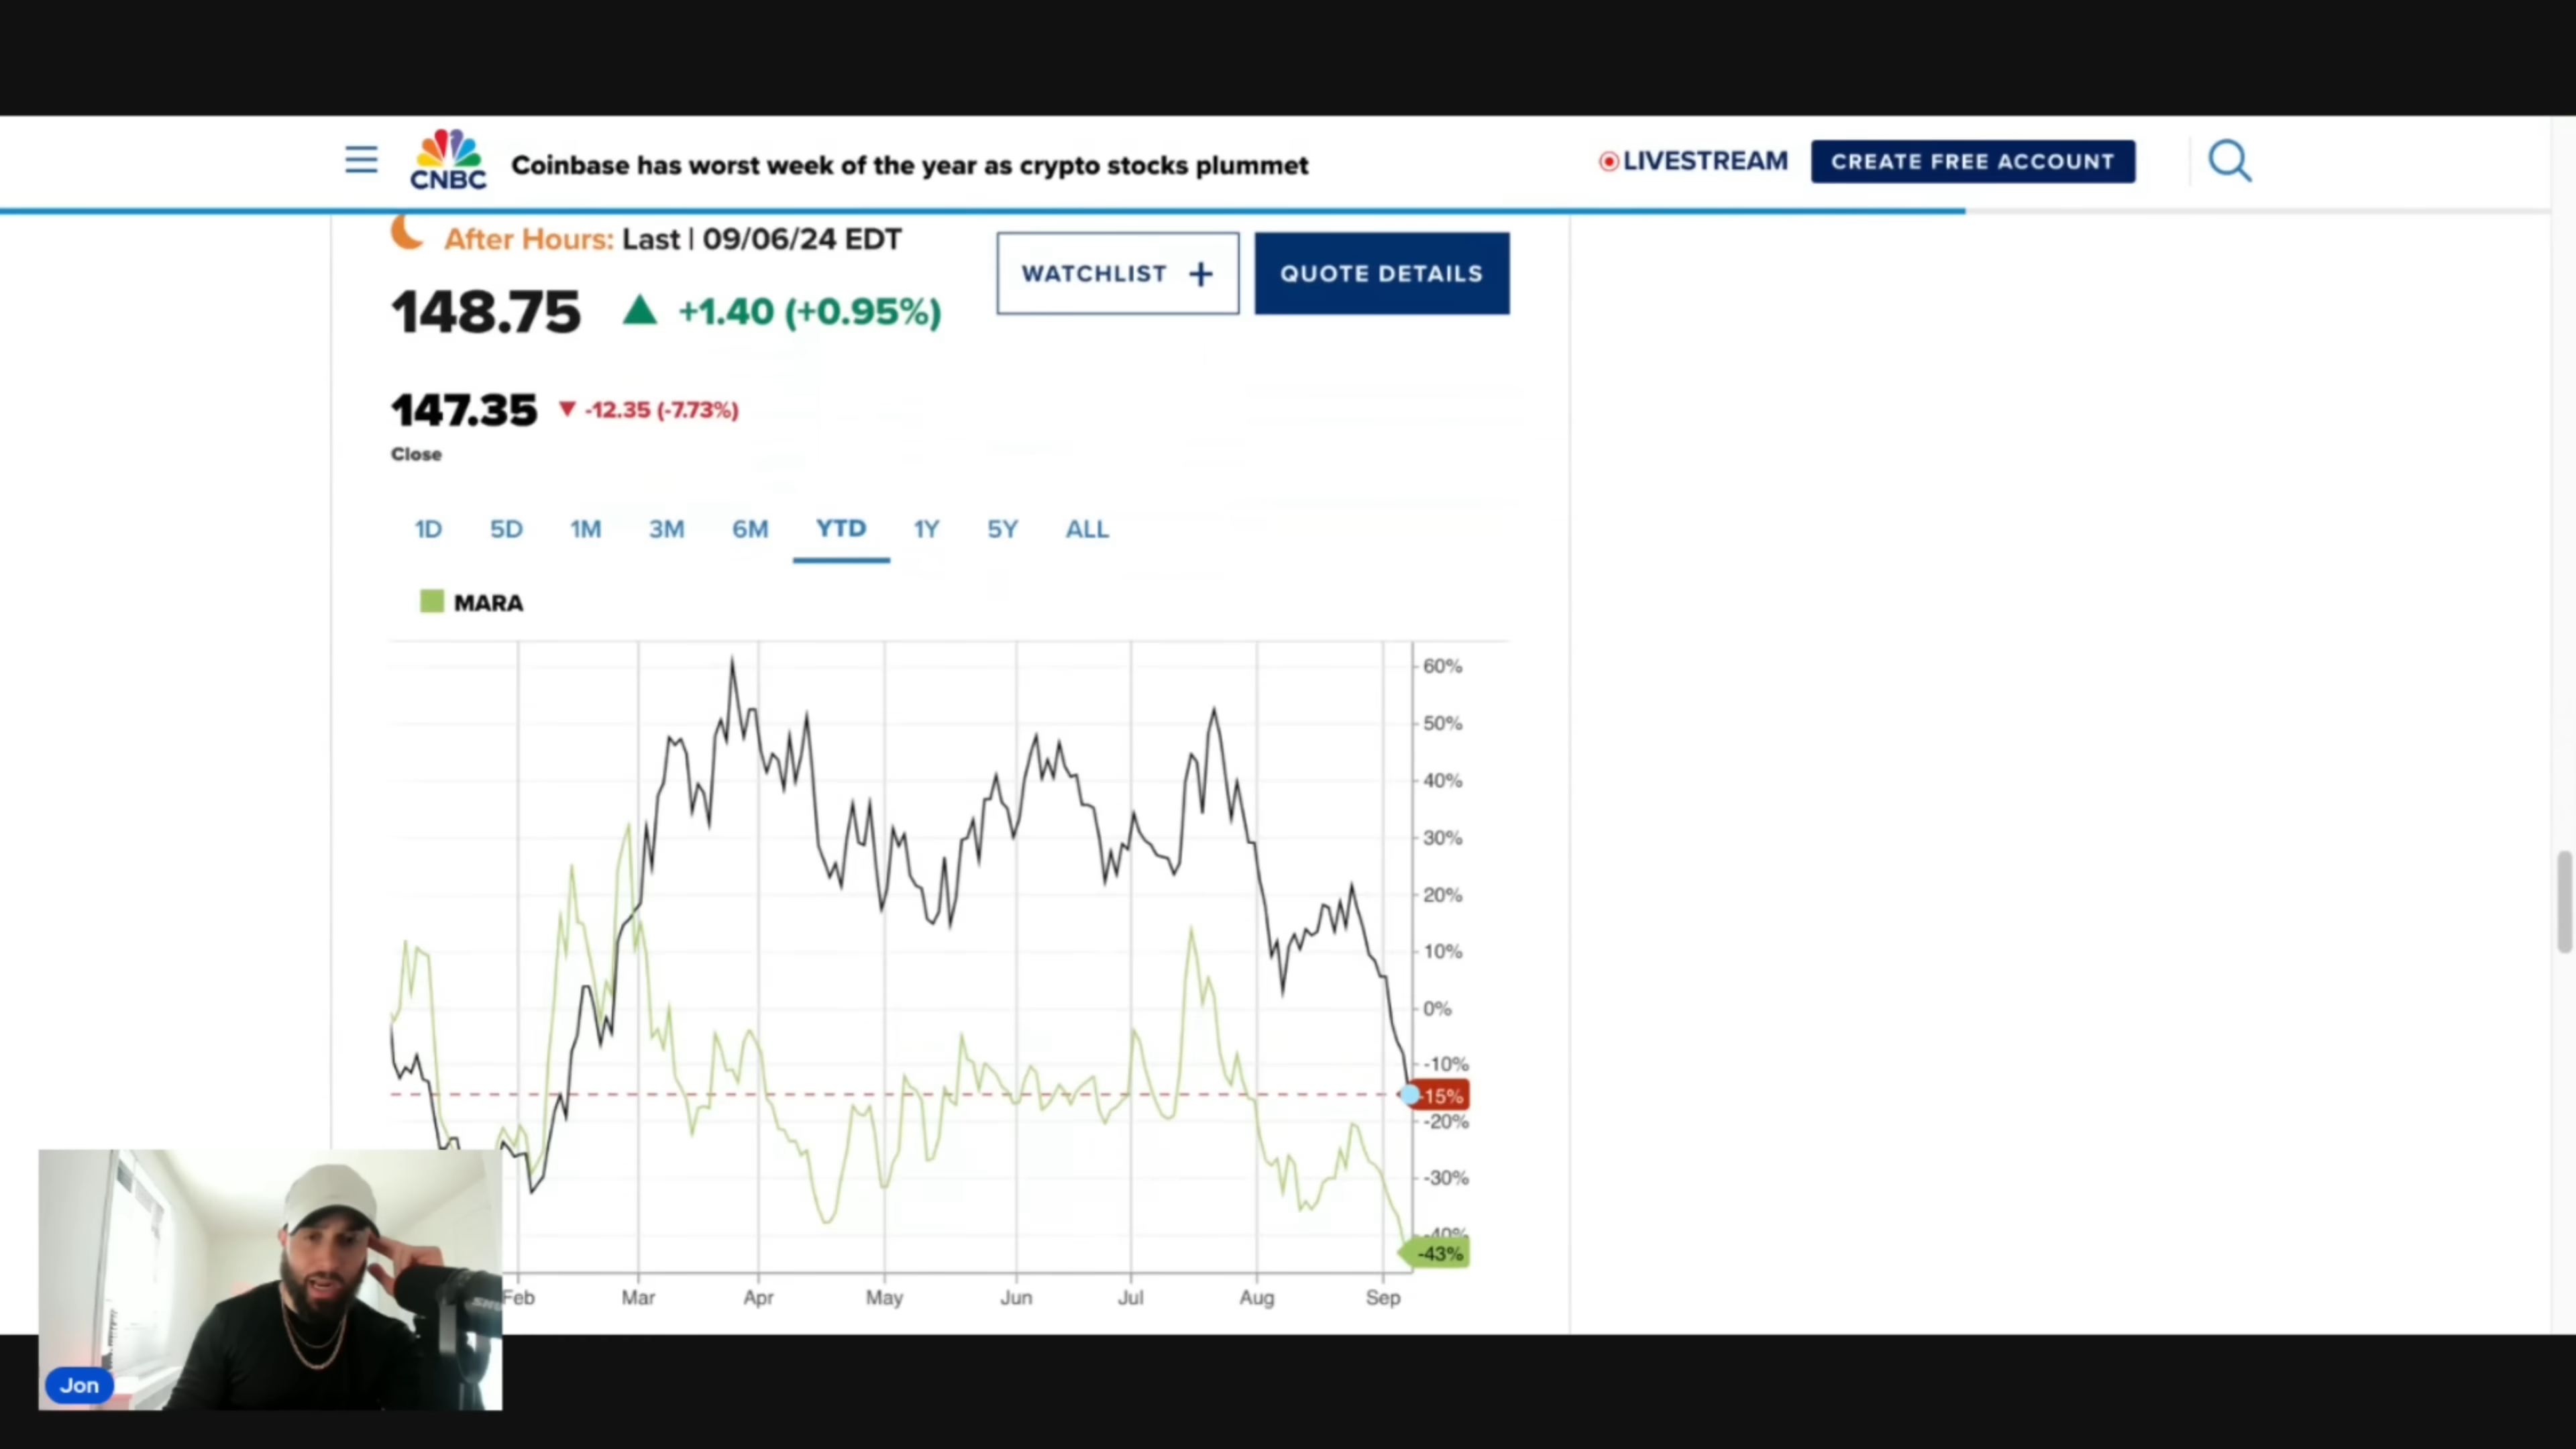 CNBC
Coinbase has worst week of the year as crypto stocks plummet
LIVESTREAM
CREATE FREE ACCOUNT
After Hours: Last | 09/06/24 EDT
WATCHLIST +
QUOTE DETAILS
148.75 ▲ +1.40 (+0.95%)
147.35 ▼ -12.35 (-7.73%)
Close
1D 5D 1M 3M 6M YTD 1Y 5Y ALL
MARA
60%
50%
40%
30%
20%
10%
0%
-10%
-15%
-20%
-30%
-40%
-43%
Feb Mar Apr May Jun Jul Aug Sep
Jon